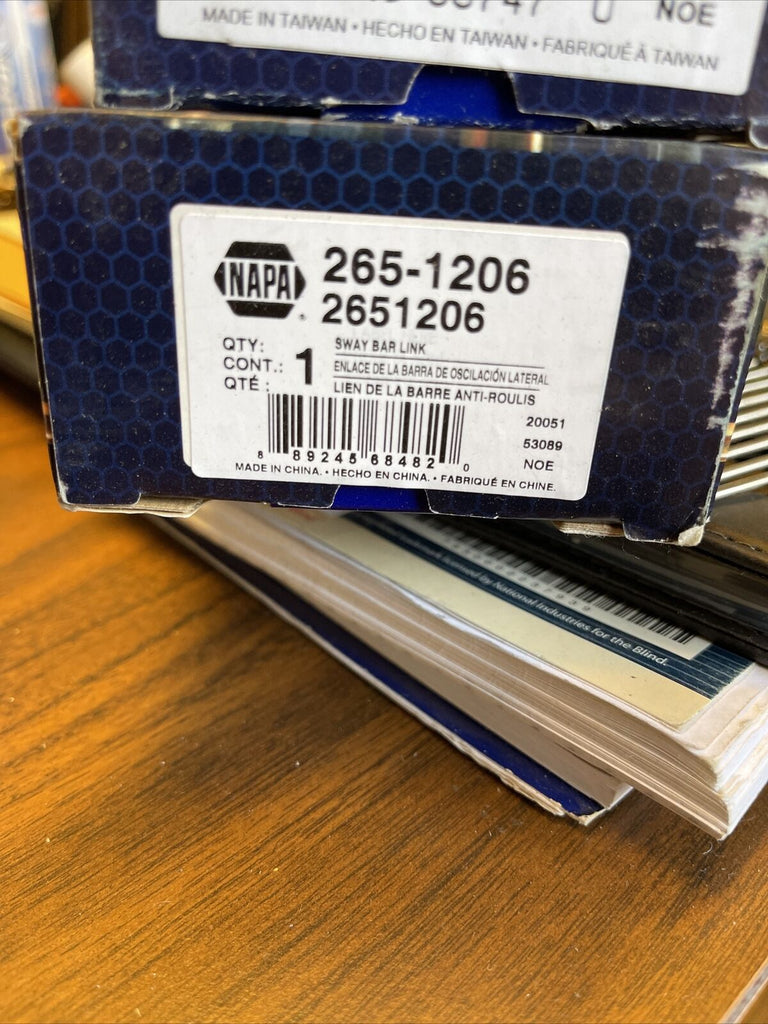 NOE
MADE IN TAIWAN • HECHO EN TAIWAN • FABRIQUÉ À TAIWAN
NAPA
265-1206
2651206
QTY:
CONT.: 1
QTÉ :
SWAY BAR LINK
ENLACE DE LA BARRA DE OSCILACIÓN LATERAL
LIEN DE LA BARRE ANTI-ROULIS
20051
53089
NOE
8 89245 68482 0
MADE IN CHINA. • HECHO EN CHINA. • FABRIQUÉ EN CHINE.
Licensed by National Industries for the Blind.